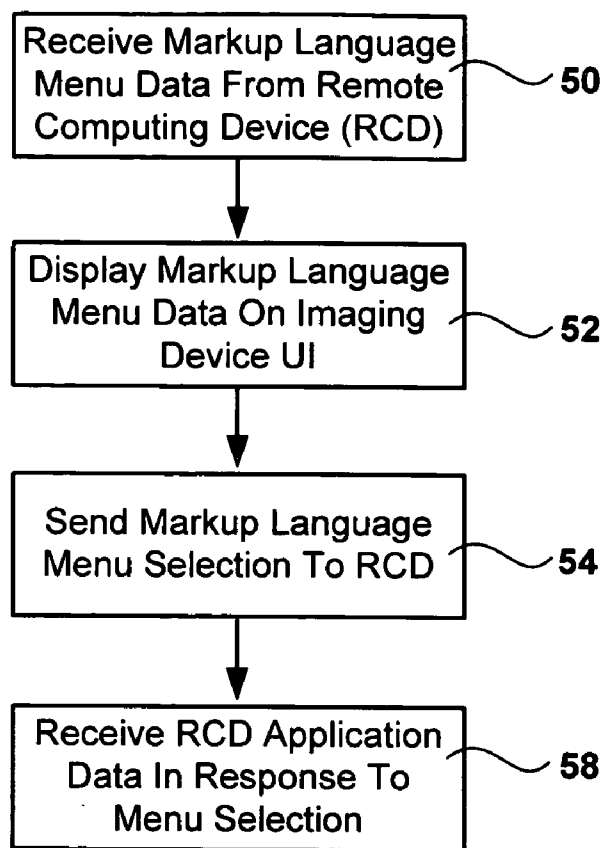 Receive Markup Language
Menu Data From Remote
Computing Device (RCD)
50
Display Markup Language
Menu Data On Imaging
Device UI
52
Send Markup Language
Menu Selection To RCD
54
Receive RCD Application
Data In Response To
Menu Selection
58